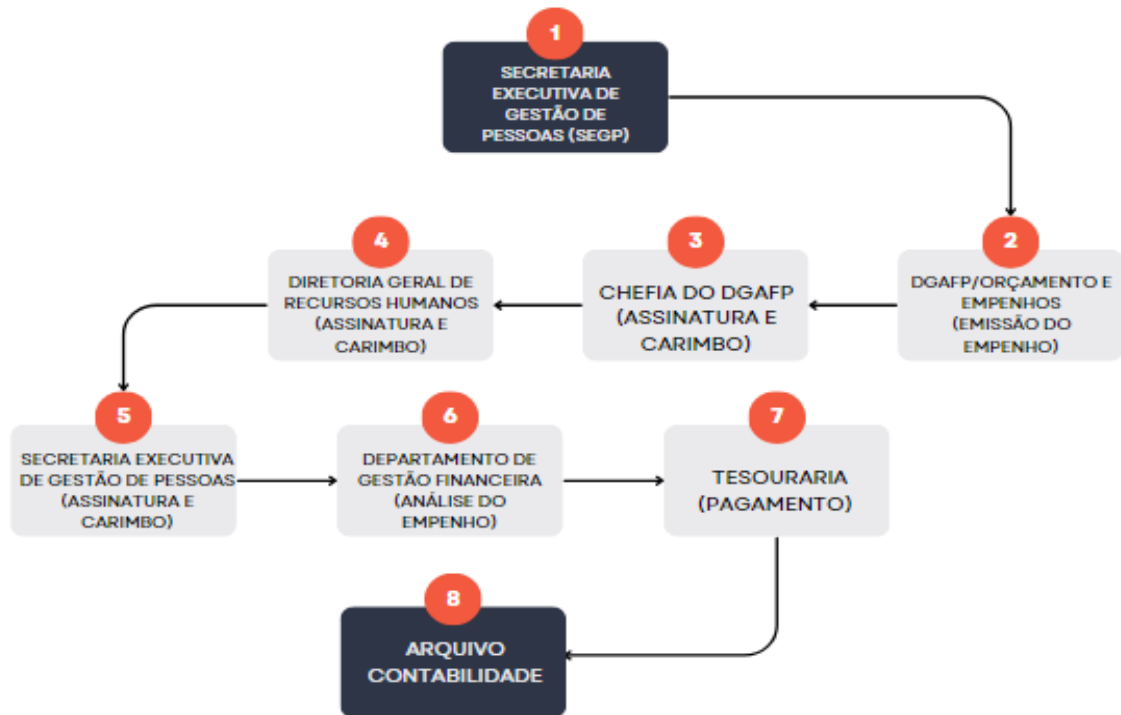 1
SECRETARIA
EXECUTIVA DE
GESTÃO DE
PESSOAS (SEGP)
2
DGAFP/ORÇAMENTO E
EMPENHOS
(EMISSÃO DO
EMPENHO)
3
CHEFIA DO DGAFP
(ASSINATURA E
CARIMBO)
4
DIRETORIA GERAL DE
RECURSOS HUMANOS
(ASSINATURA E
CARIMBO)
5
SECRETARIA EXECUTIVA
DE GESTÃO DE PESSOAS
(ASSINATURA E
CARIMBO)
6
DEPARTAMENTO DE
GESTÃO FINANCEIRA
(ANÁLISE DO
EMPENHO)
7
TESOURARIA
(PAGAMENTO)
8
ARQUIVO
CONTABILIDADE